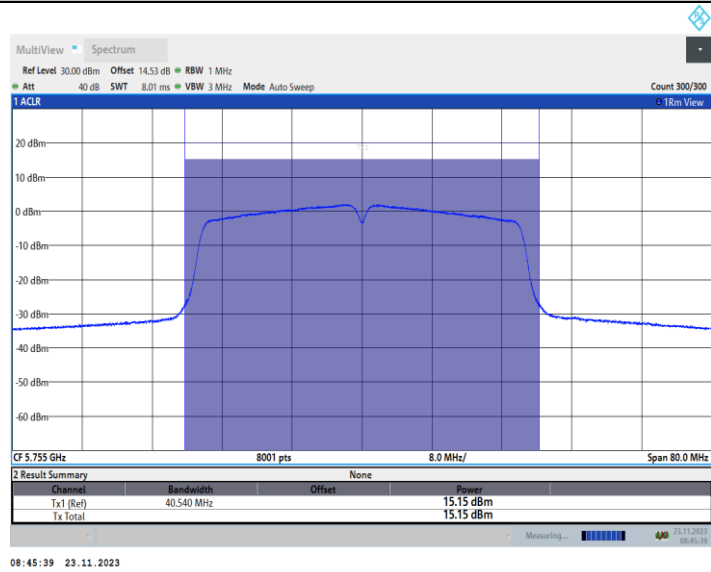 MultiView Spectrum
Ref Level 30.00 dBm Offset 14.53 dB RBW 1 MHz
Att 40 dB SWT 8.01 ms VBW 3 MHz Mode Auto Sweep Count 300/300
1 ACLR 1Rm View
20 dBm
10 dBm
0 dBm
-10 dBm
-20 dBm
-30 dBm
-40 dBm
-50 dBm
-60 dBm
CF 5.755 GHz 8001 pts 8.0 MHz/ Span 80.0 MHz
2 Result Summary None
Channel Bandwidth Offset Power
Tx1 (Ref) 40.540 MHz 15.15 dBm
Tx Total 15.15 dBm
Measuring... 23.11.2023
08:45:39
08:45:39 23.11.2023